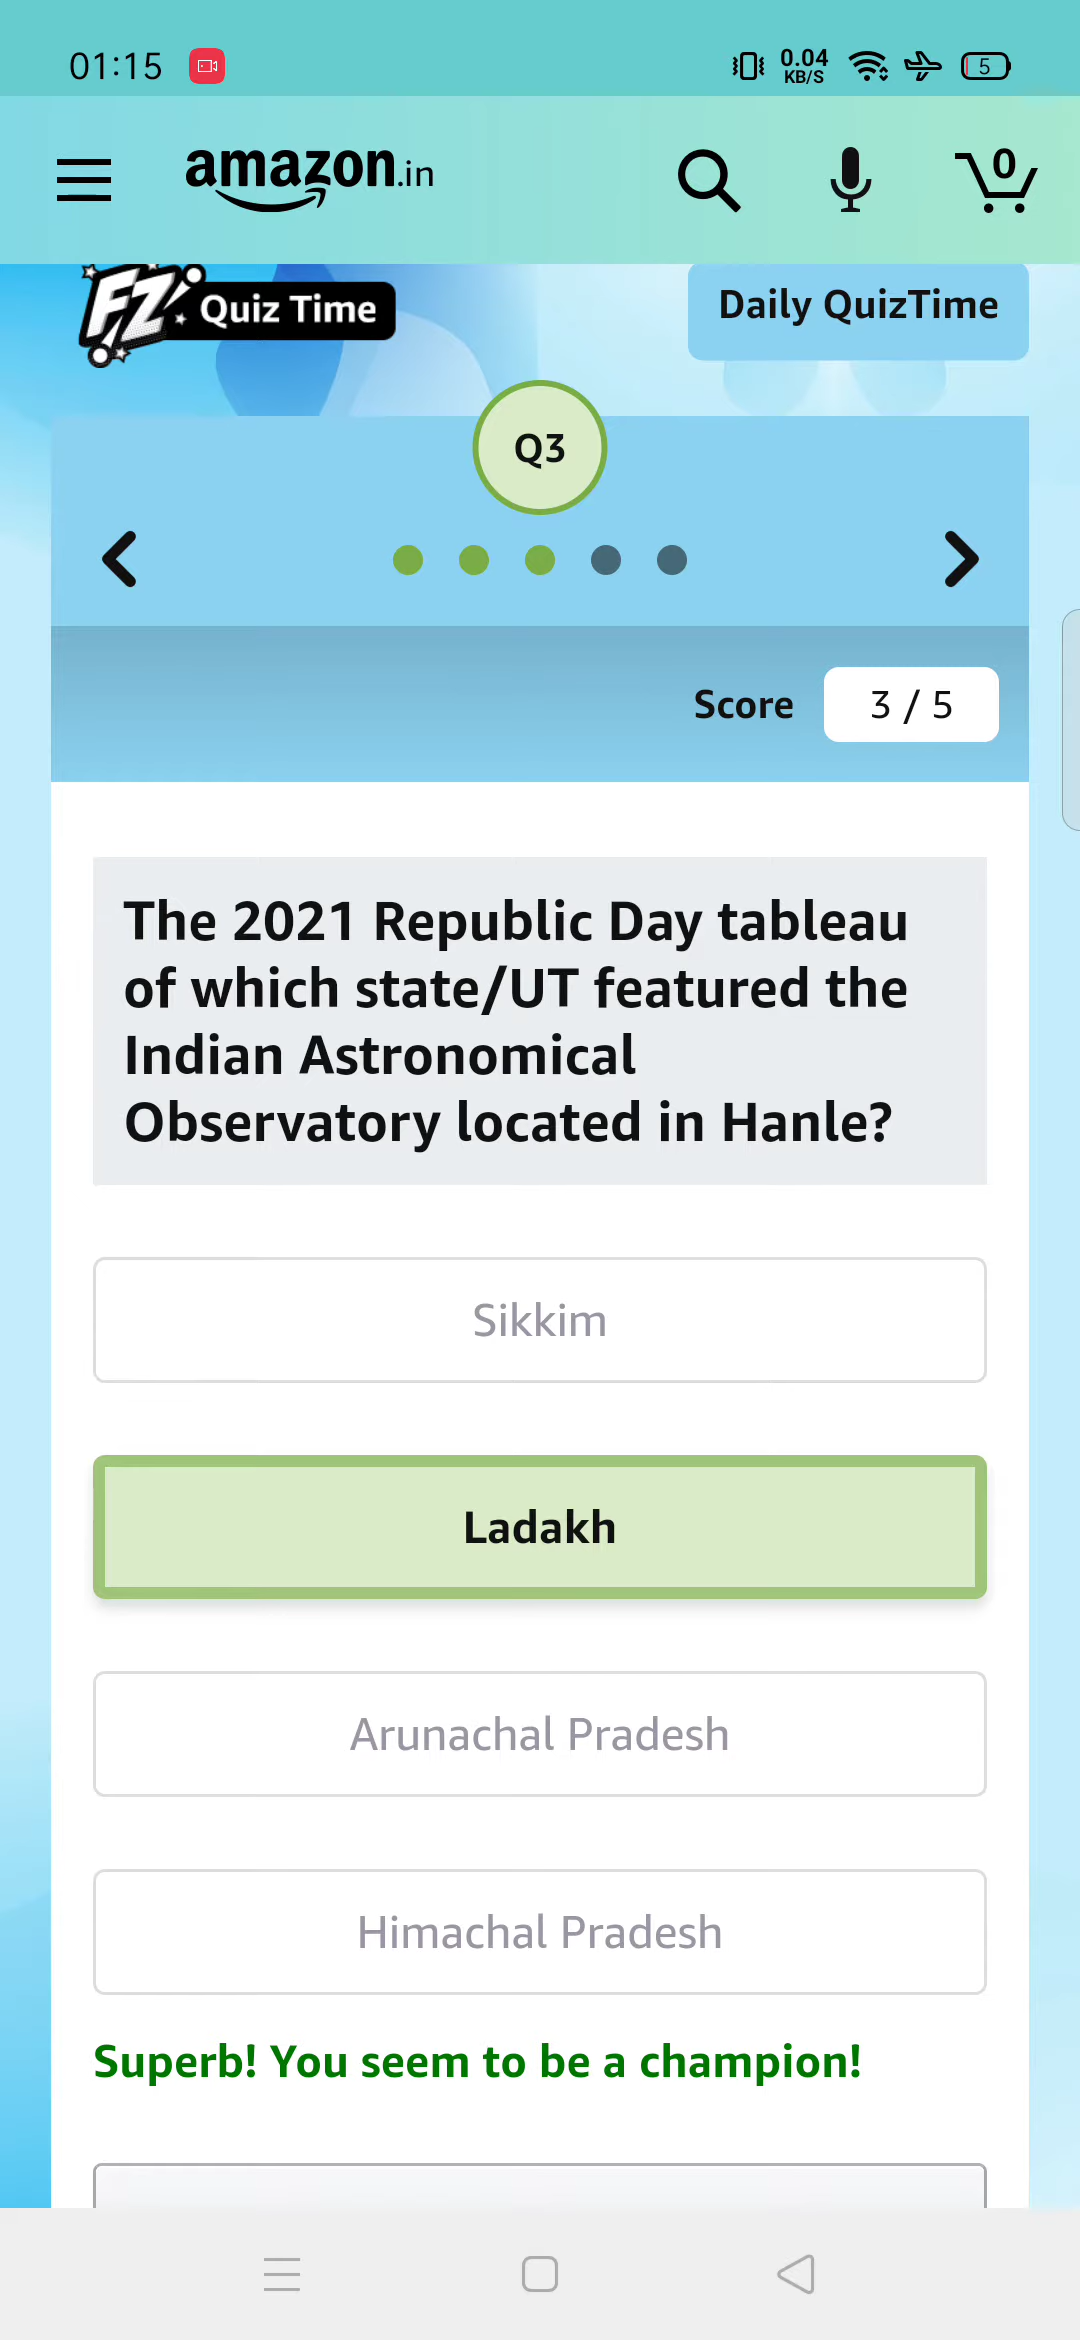 01:15
0.04
KB/S
5
amazon.in
0
FZ Quiz Time
Daily QuizTime
Q3
Score 3 / 5
The 2021 Republic Day tableau
of which state/UT featured the
Indian Astronomical
Observatory located in Hanle?
Sikkim
Ladakh
Arunachal Pradesh
Himachal Pradesh
Superb! You seem to be a champion!